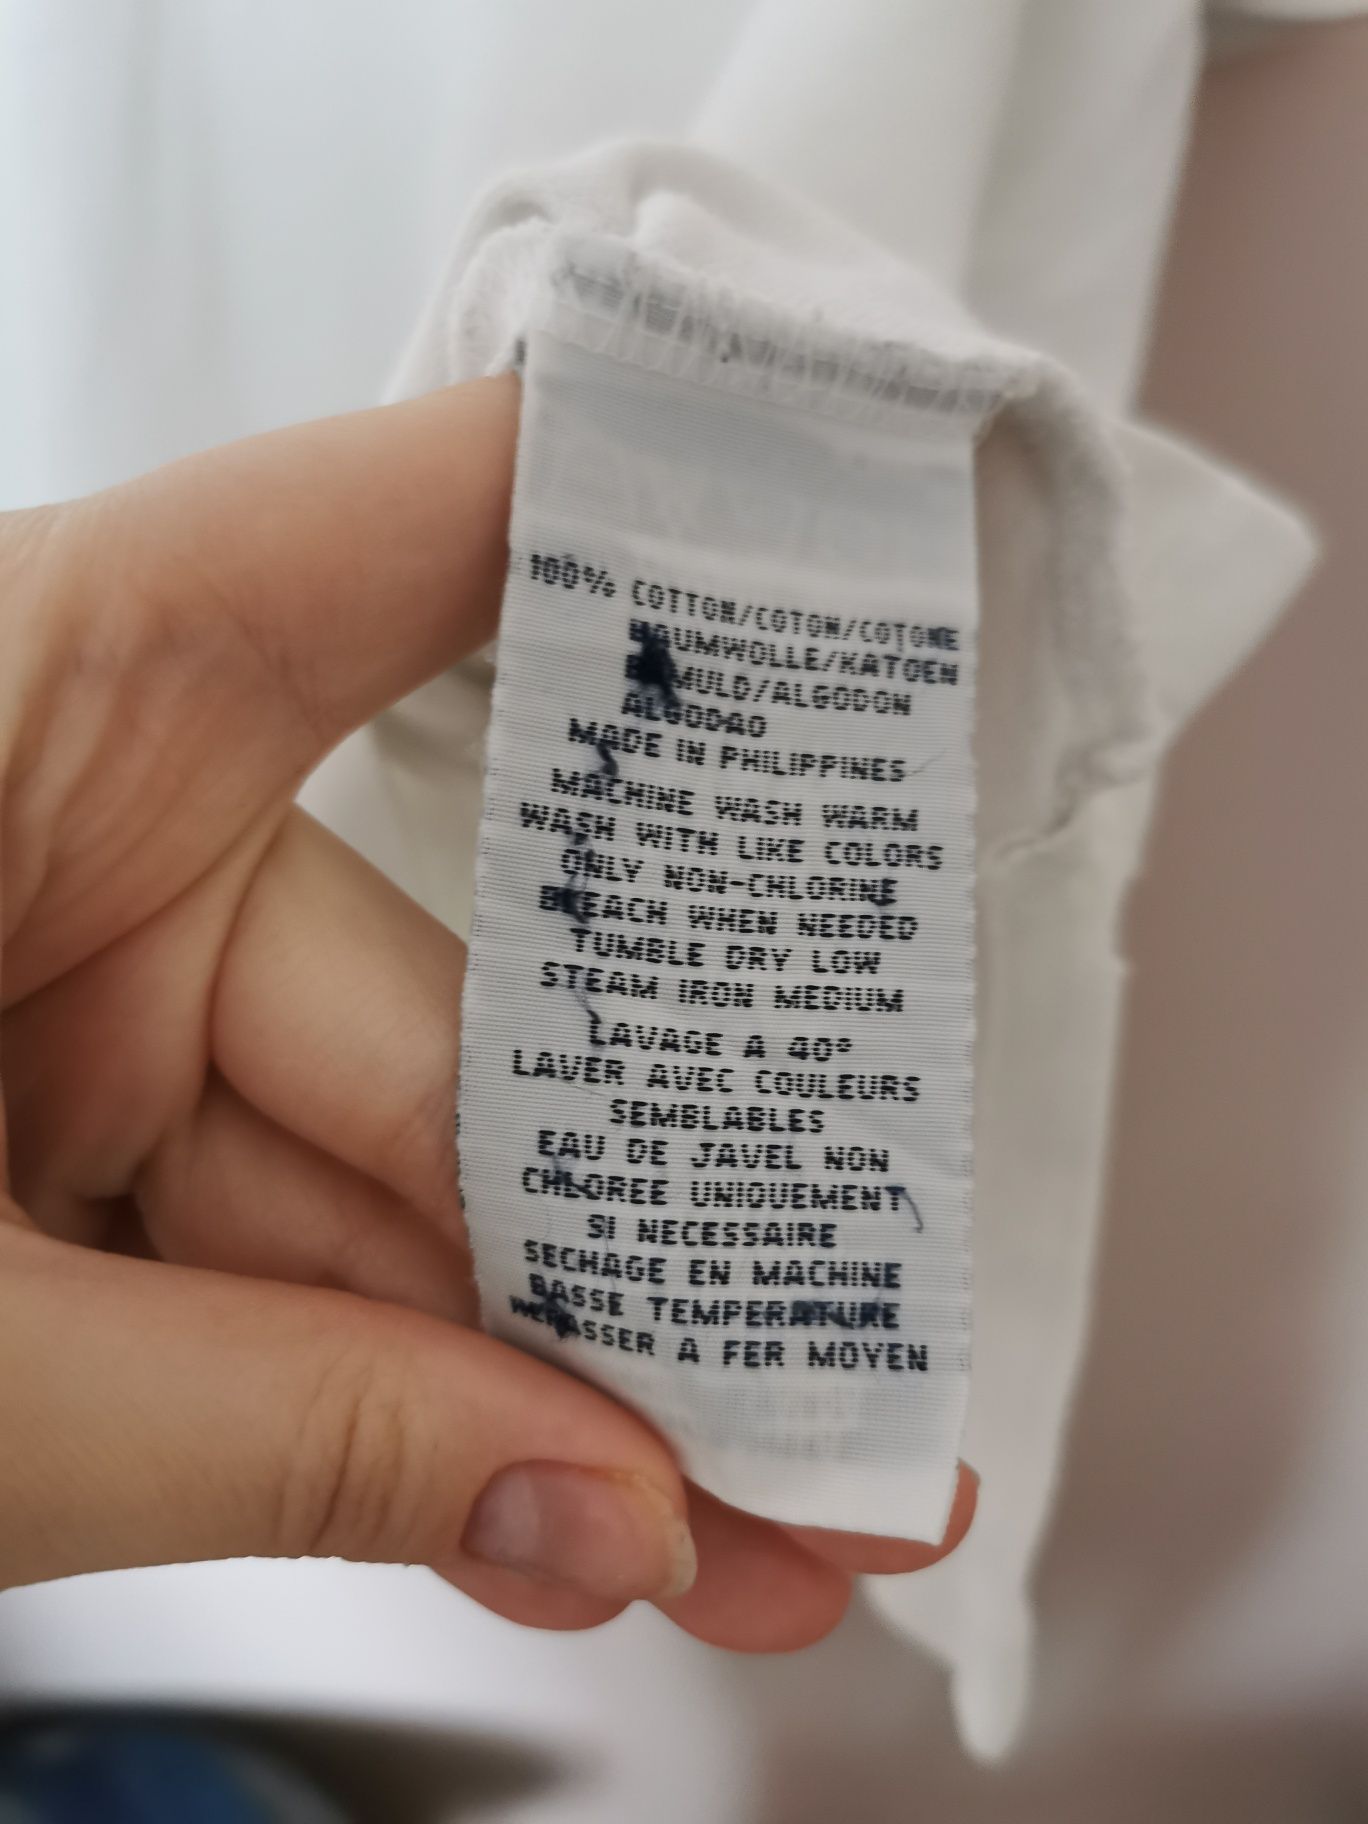 100% COTTON/COTON/COTONE
BAUMWOLLE/KATOEN
BOMULD/ALGODON
ALGODAO
MADE IN PHILIPPINES
MACHINE WASH WARM
WASH WITH LIKE COLORS
ONLY NON-CHLORINE
BLEACH WHEN NEEDED
TUMBLE DRY LOW
STEAM IRON MEDIUM
LAVAGE A 40°
LAVER AVEC COULEURS
SEMBLABLES
EAU DE JAVEL NON
CHLOREE UNIQUEMENT
SI NECESSAIRE
SECHAGE EN MACHINE
BASSE TEMPERATURE
REPASSER A FER MOYEN